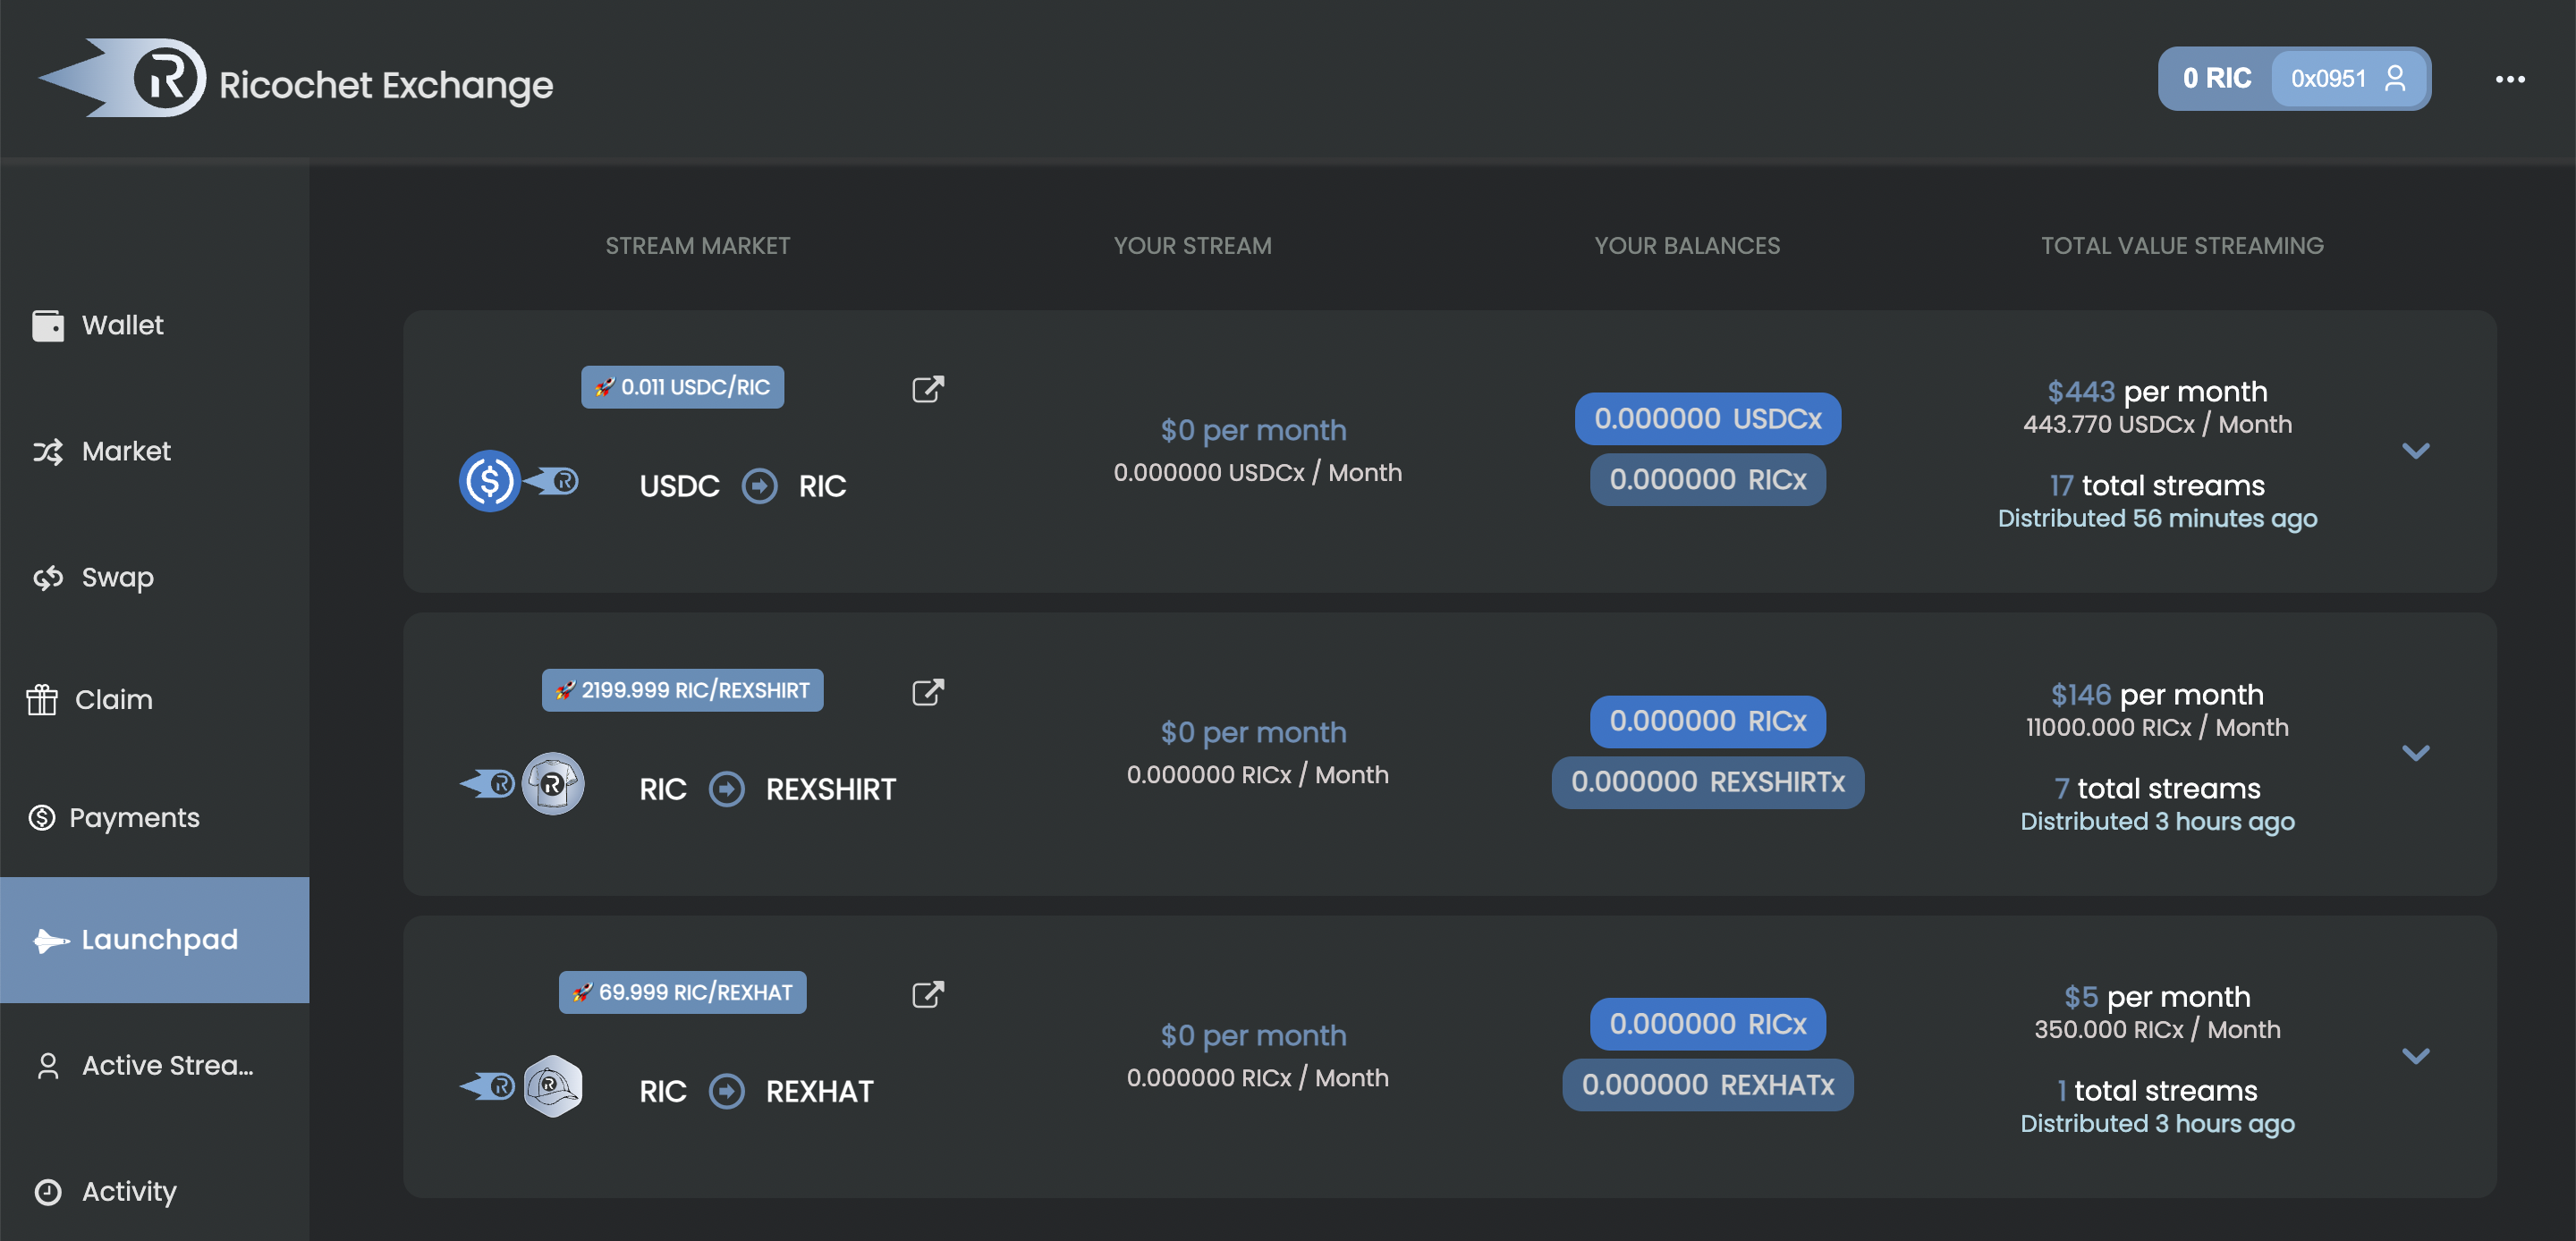 Ricochet Exchange
0 RIC 0x0951
Wallet
Market
Swap
Claim
Payments
Launchpad
Active Strea...
Activity
STREAM MARKET YOUR STREAM YOUR BALANCES TOTAL VALUE STREAMING
🚀 0.011 USDC/RIC
USDC RIC
$0 per month
0.000000 USDCx / Month
0.000000 USDCx
0.000000 RICx
$443 per month
443.770 USDCx / Month
17 total streams
Distributed 56 minutes ago
🚀 2199.999 RIC/REXSHIRT
RIC REXSHIRT
$0 per month
0.000000 RICx / Month
0.000000 RICx
0.000000 REXSHIRTx
$146 per month
11000.000 RICx / Month
7 total streams
Distributed 3 hours ago
🚀 69.999 RIC/REXHAT
RIC REXHAT
$0 per month
0.000000 RICx / Month
0.000000 RICx
0.000000 REXHATx
$5 per month
350.000 RICx / Month
1 total streams
Distributed 3 hours ago